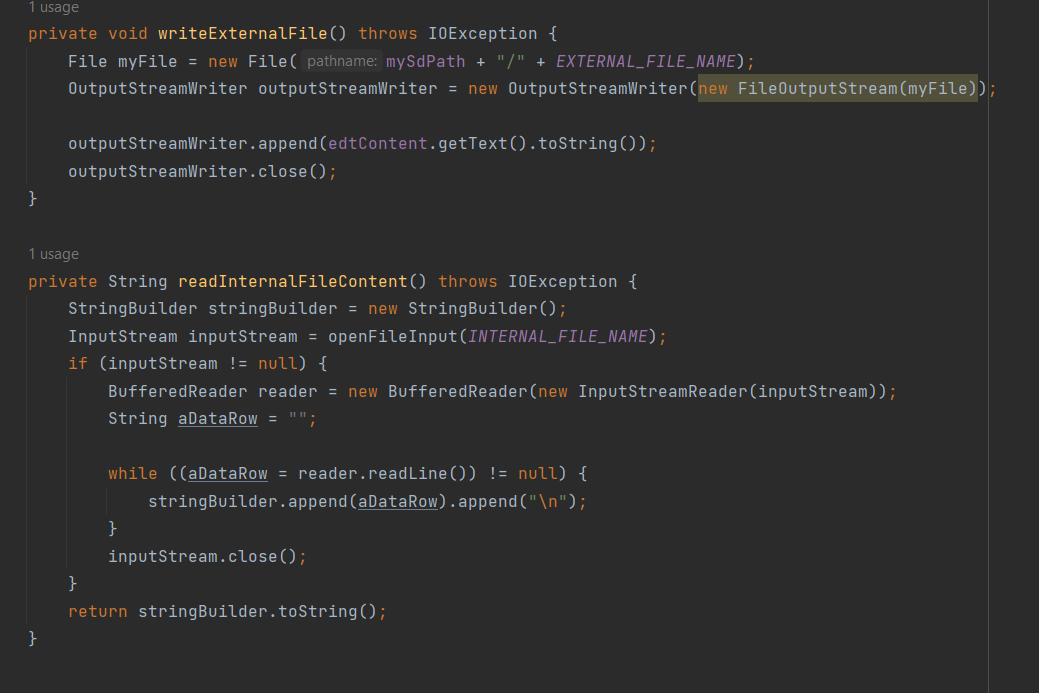 1 usage
private void writeExternalFile() throws IOException {
    File myFile = new File( pathname: mySdPath + "/" + EXTERNAL_FILE_NAME);
    OutputStreamWriter outputStreamWriter = new OutputStreamWriter(new FileOutputStream(myFile));

    outputStreamWriter.append(edtContent.getText().toString());
    outputStreamWriter.close();
}

1 usage
private String readInternalFileContent() throws IOException {
    StringBuilder stringBuilder = new StringBuilder();
    InputStream inputStream = openFileInput(INTERNAL_FILE_NAME);
    if (inputStream != null) {
        BufferedReader reader = new BufferedReader(new InputStreamReader(inputStream));
        String aDataRow = "";

        while ((aDataRow = reader.readLine()) != null) {
            stringBuilder.append(aDataRow).append("\n");
        }
        inputStream.close();
    }
    return stringBuilder.toString();
}